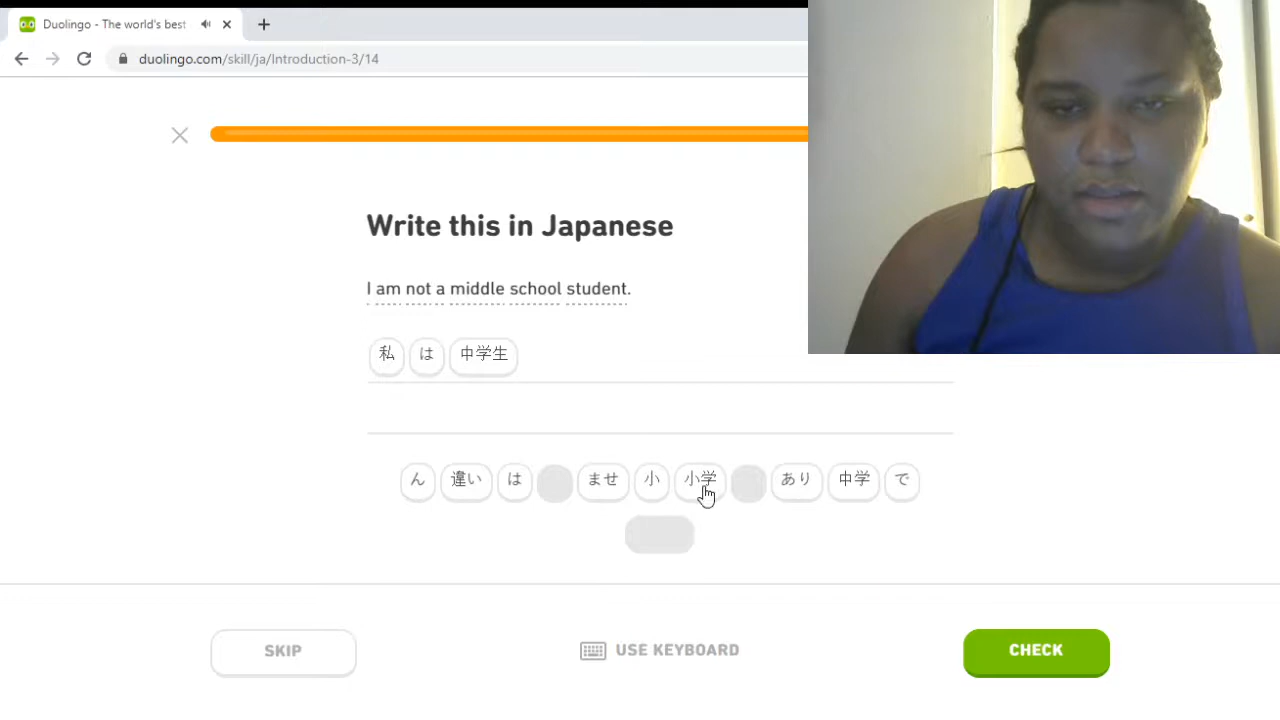 Duolingo - The world's best
duolingo.com/skill/ja/Introduction-3/14
Write this in Japanese
I am not a middle school student.
私 は 中学生
ん 違い は ませ 小 小学 あり 中学 で
SKIP
USE KEYBOARD
CHECK